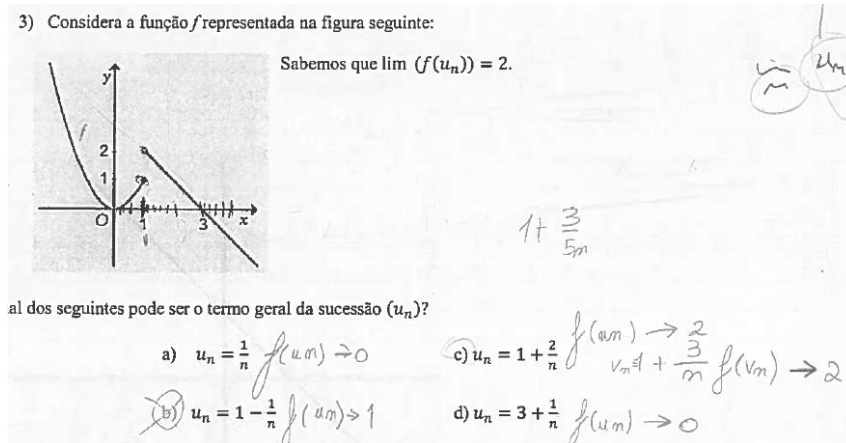 3) Considera a função f representada na figura seguinte:
Sabemos que lim (f(uₙ)) = 2.
uₙ
n
y
2
1
O 1 3 x
1 + 3/5n
al dos seguintes pode ser o termo geral da sucessão (uₙ)?
a) uₙ = 1/n f(un) → 0
c) uₙ = 1 + 2/n f(un) → 2
vₙ = 1 + 3/n f(vn) → 2
(b) uₙ = 1 − 1/n f(un) → 1
d) uₙ = 3 + 1/n f(un) → 0